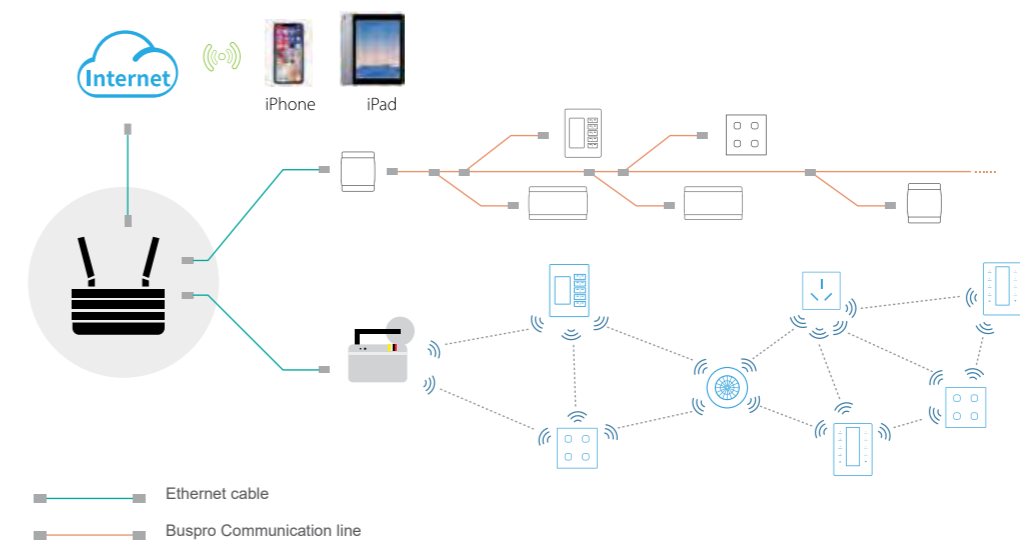 Internet
iPhone
iPad
Ethernet cable
Buspro Communication line